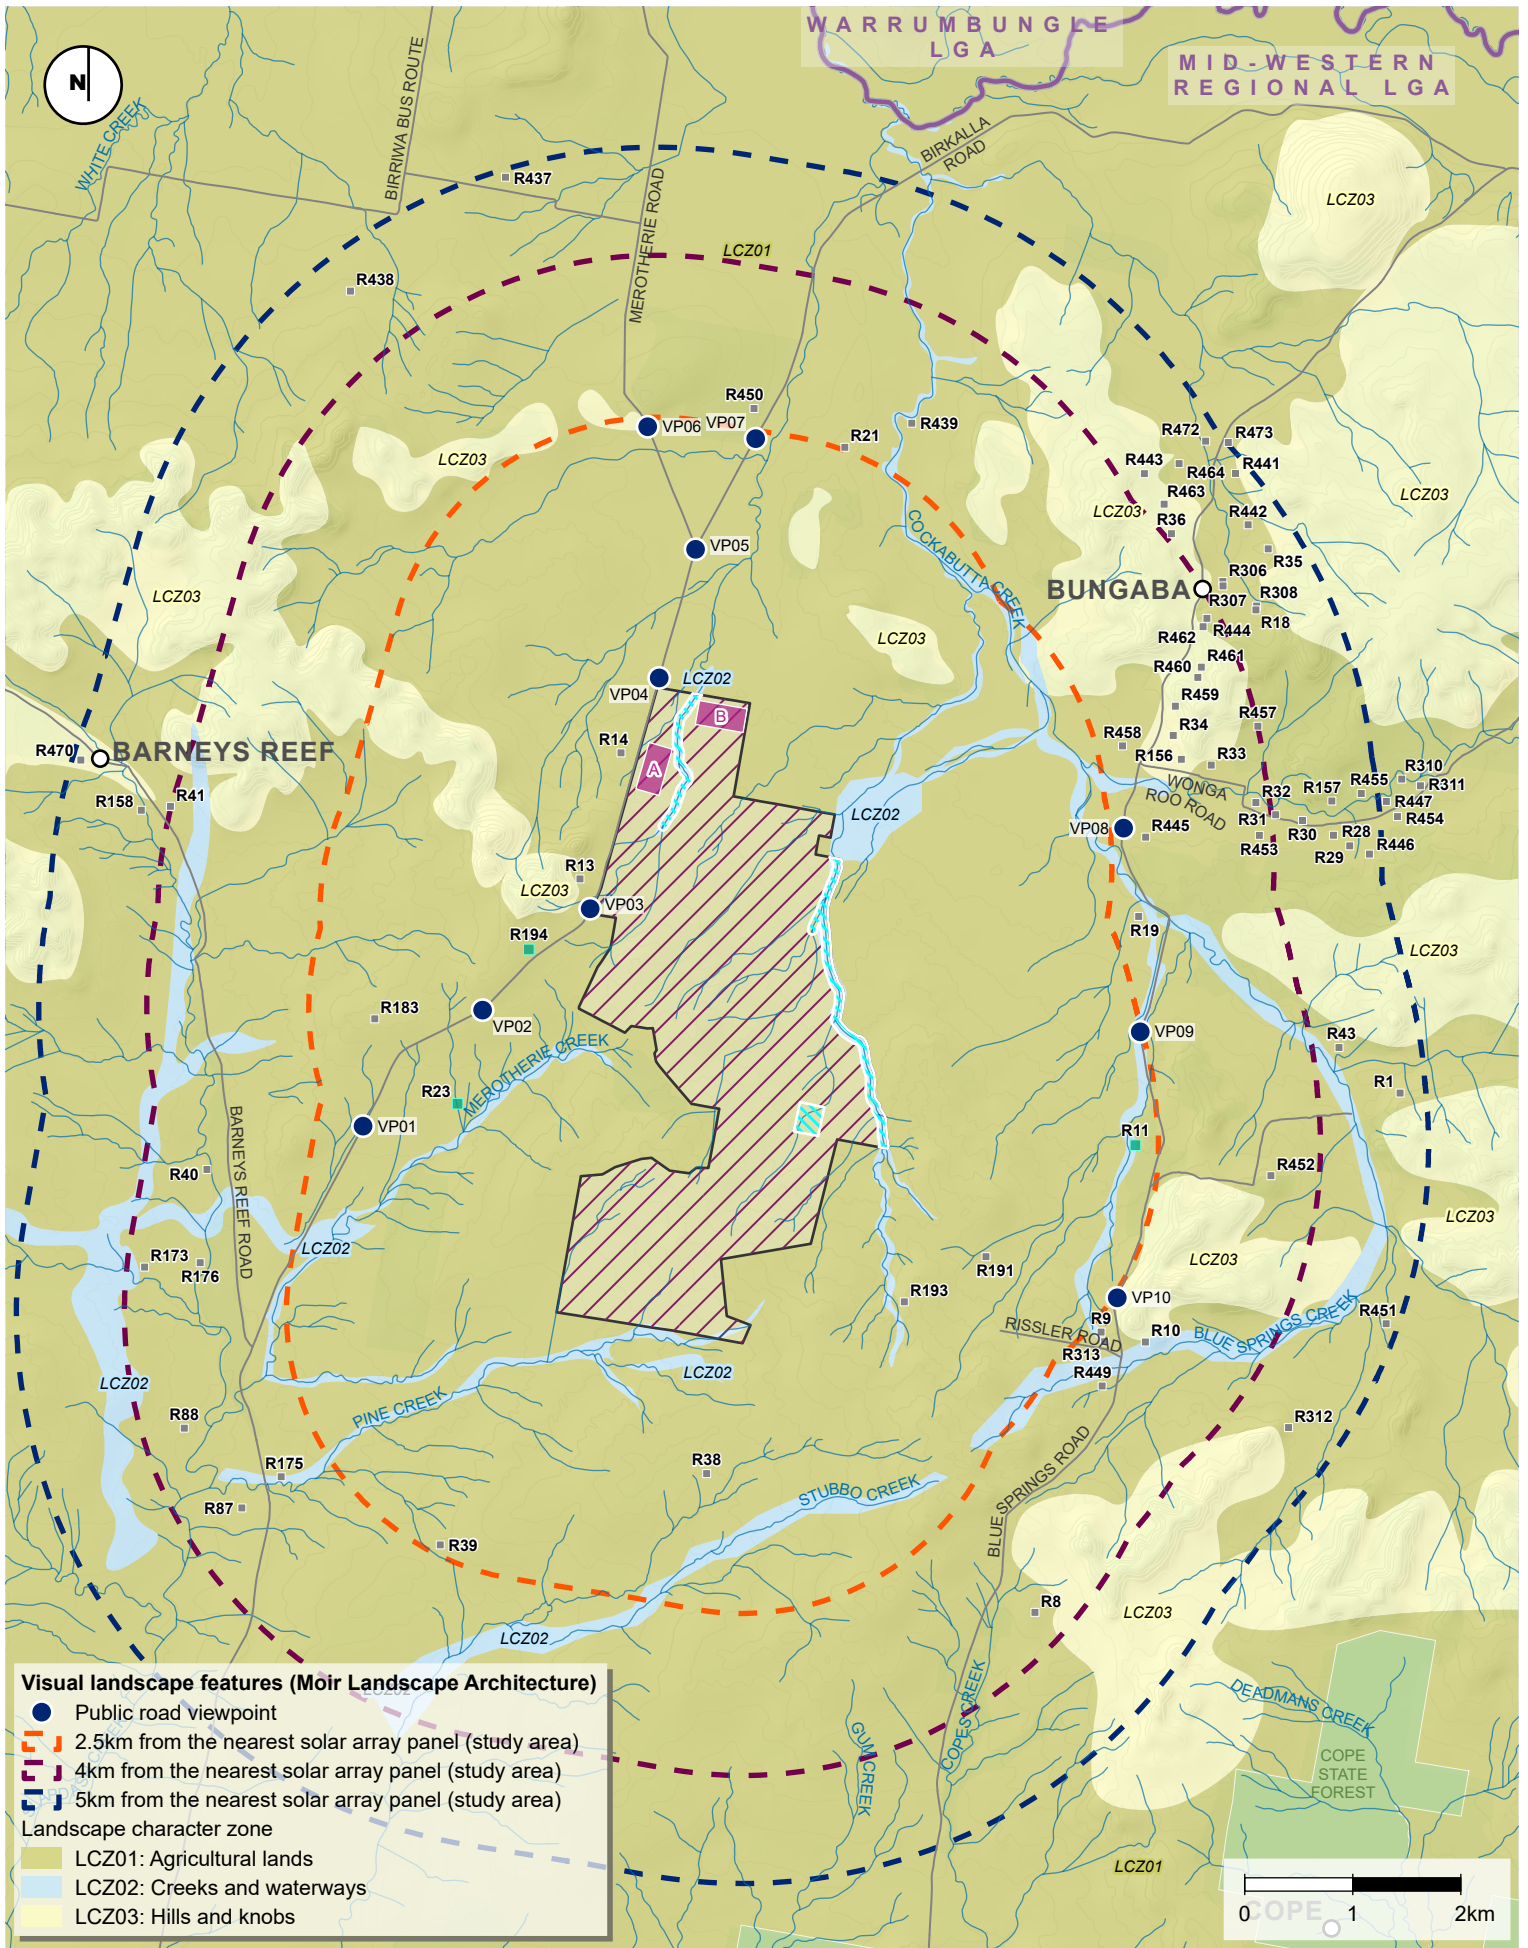 WARRUMBUNGLE
LGA
MID-WESTERN
REGIONAL LGA
N
WHITE CREEK
BIRRIWA BUS ROUTE
BIRKALLA
ROAD
R437
MEROTHERIE ROAD
LCZ03
LCZ01
R438
R450
VP06
VP07
R21
R439
R472
R473
LCZ03
R443
R464
R441
LCZ03
R463
LCZ03
R36
R442
COCKABUTTA CREEK
VP05
R35
R306
BUNGABA
R307
R308
R18
LCZ03
LCZ03
R462
R444
R461
R460
VP04
LCZ02
R459
B
R457
R34
R14
R458
R470
BARNEYS REEF
R156
R33
A
R310
R455
R311
WONGA
ROO ROAD
R158
R41
R32
R157
R447
LCZ02
R31
R454
VP08
R445
R30
R28
R453
R29
R446
R13
LCZ03
VP03
R19
R194
LCZ03
R183
VP02
VP09
R43
MEROTHERIE CREEK
R23
R1
VP01
BARNEYS REEF ROAD
R11
R40
R452
LCZ03
LCZ02
LCZ03
R173
R176
R191
R193
VP10
R9
RISSLER ROAD
R10
BLUE SPRINGS CREEK
R451
R313
R449
LCZ02
LCZ02
PINE CREEK
R88
R312
R175
R38
STUBBO CREEK
BLUE SPRINGS ROAD
R87
R39
R8
LCZ03
LCZ02
LCZ02
COPES CREEK
DEADMANS CREEK
GUM CREEK
COPE
STATE
FOREST
LCZ01
Visual landscape features (Moir Landscape Architecture)
Public road viewpoint
2.5km from the nearest solar array panel (study area)
4km from the nearest solar array panel (study area)
5km from the nearest solar array panel (study area)
Landscape character zone
LCZ01: Agricultural lands
LCZ02: Creeks and waterways
LCZ03: Hills and knobs
COPE
0 1 2km